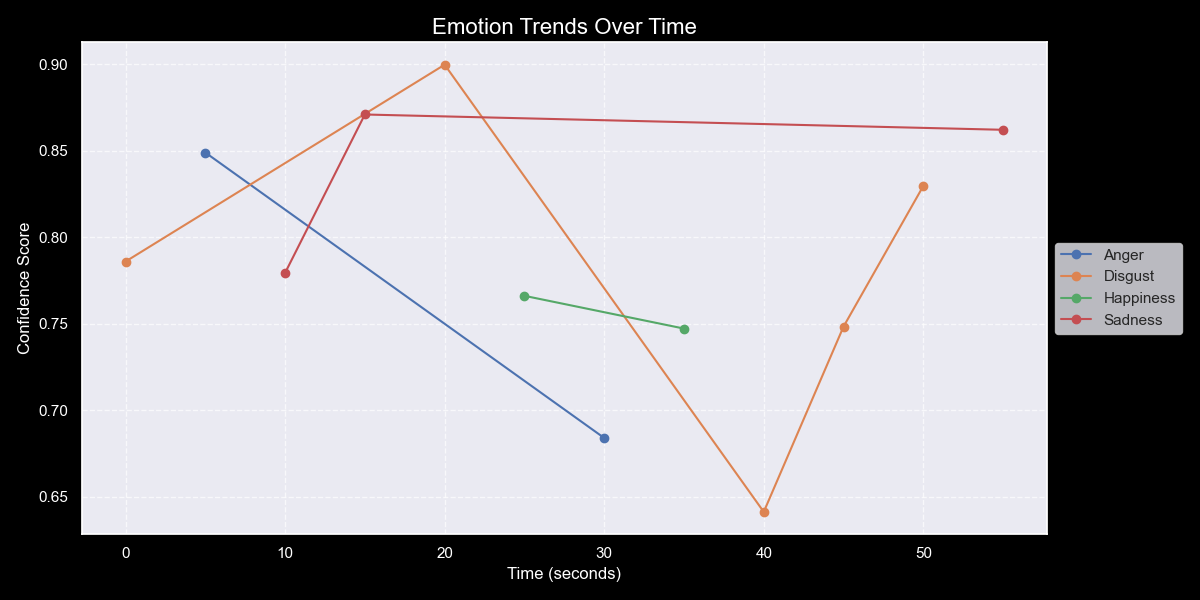 Emotion Trends Over Time
Confidence Score
0.90
0.85
0.80
0.75
0.70
0.65
0 10 20 30 40 50
Time (seconds)
Anger
Disgust
Happiness
Sadness